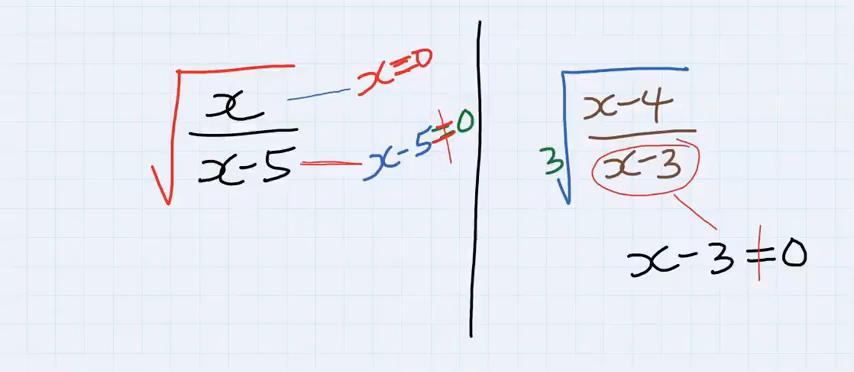 √(x/(x-5))
x=0
x-5≠0
∛((x-4)/(x-3))
x-3≠0